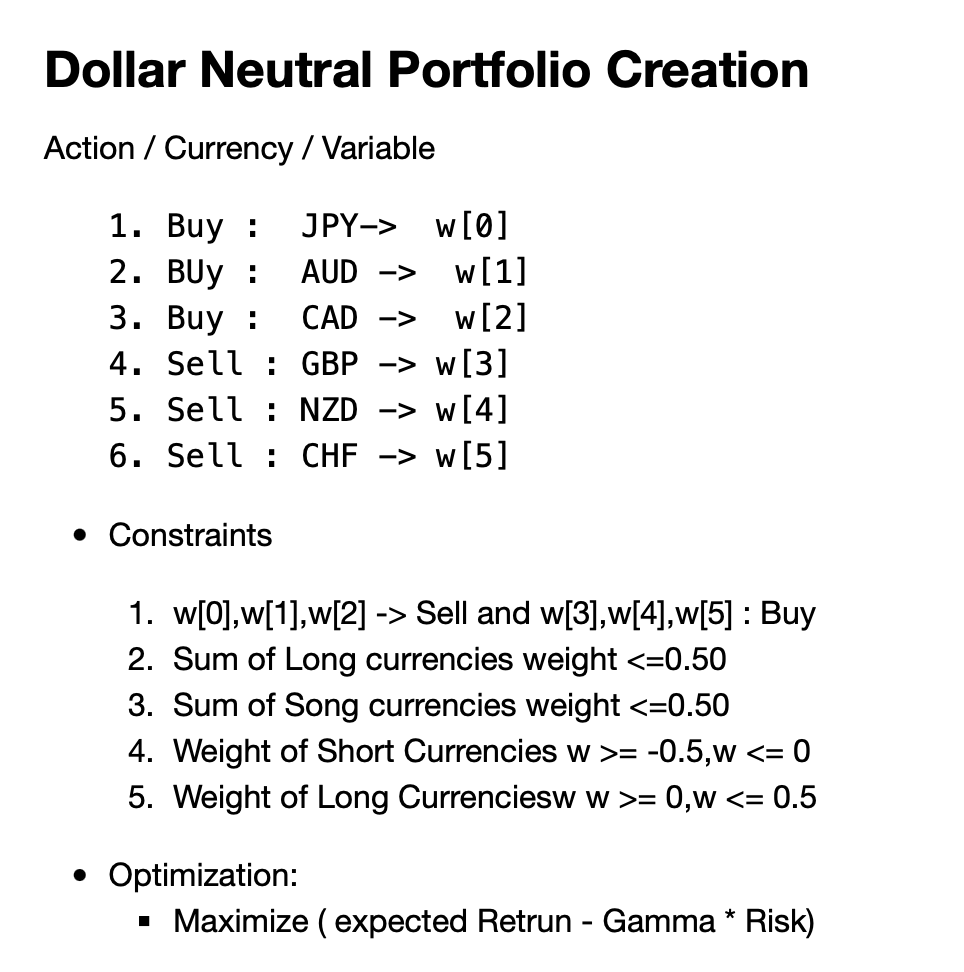 Dollar Neutral Portfolio Creation
Action / Currency / Variable
1. Buy :  JPY—>  w[0]
2. BUy :  AUD —>  w[1]
3. Buy :  CAD —>  w[2]
4. Sell : GBP —> w[3]
5. Sell : NZD —> w[4]
6. Sell : CHF —> w[5]
• Constraints
1. w[0],w[1],w[2] -> Sell and w[3],w[4],w[5] : Buy
2. Sum of Long currencies weight <=0.50
3. Sum of Song currencies weight <=0.50
4. Weight of Short Currencies w >= -0.5,w <= 0
5. Weight of Long Currenciesw w >= 0,w <= 0.5
• Optimization:
▪ Maximize ( expected Retrun - Gamma * Risk)